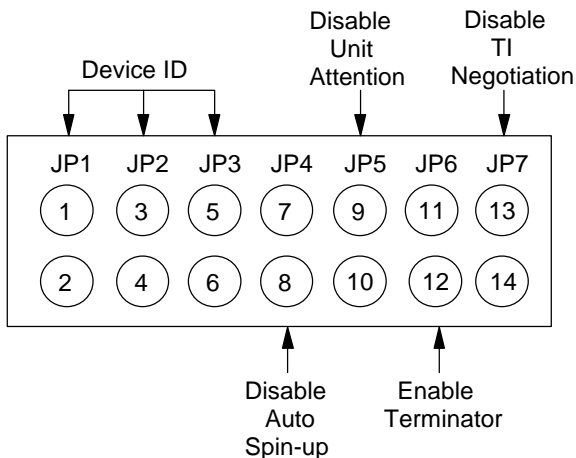 Disable
Unit
Attention
Disable
TI
Negotiation
Device ID
JP1 JP2 JP3 JP4 JP5 JP6 JP7
1 3 5 7 9 11 13
2 4 6 8 10 12 14
Disable
Auto
Spin-up
Enable
Terminator